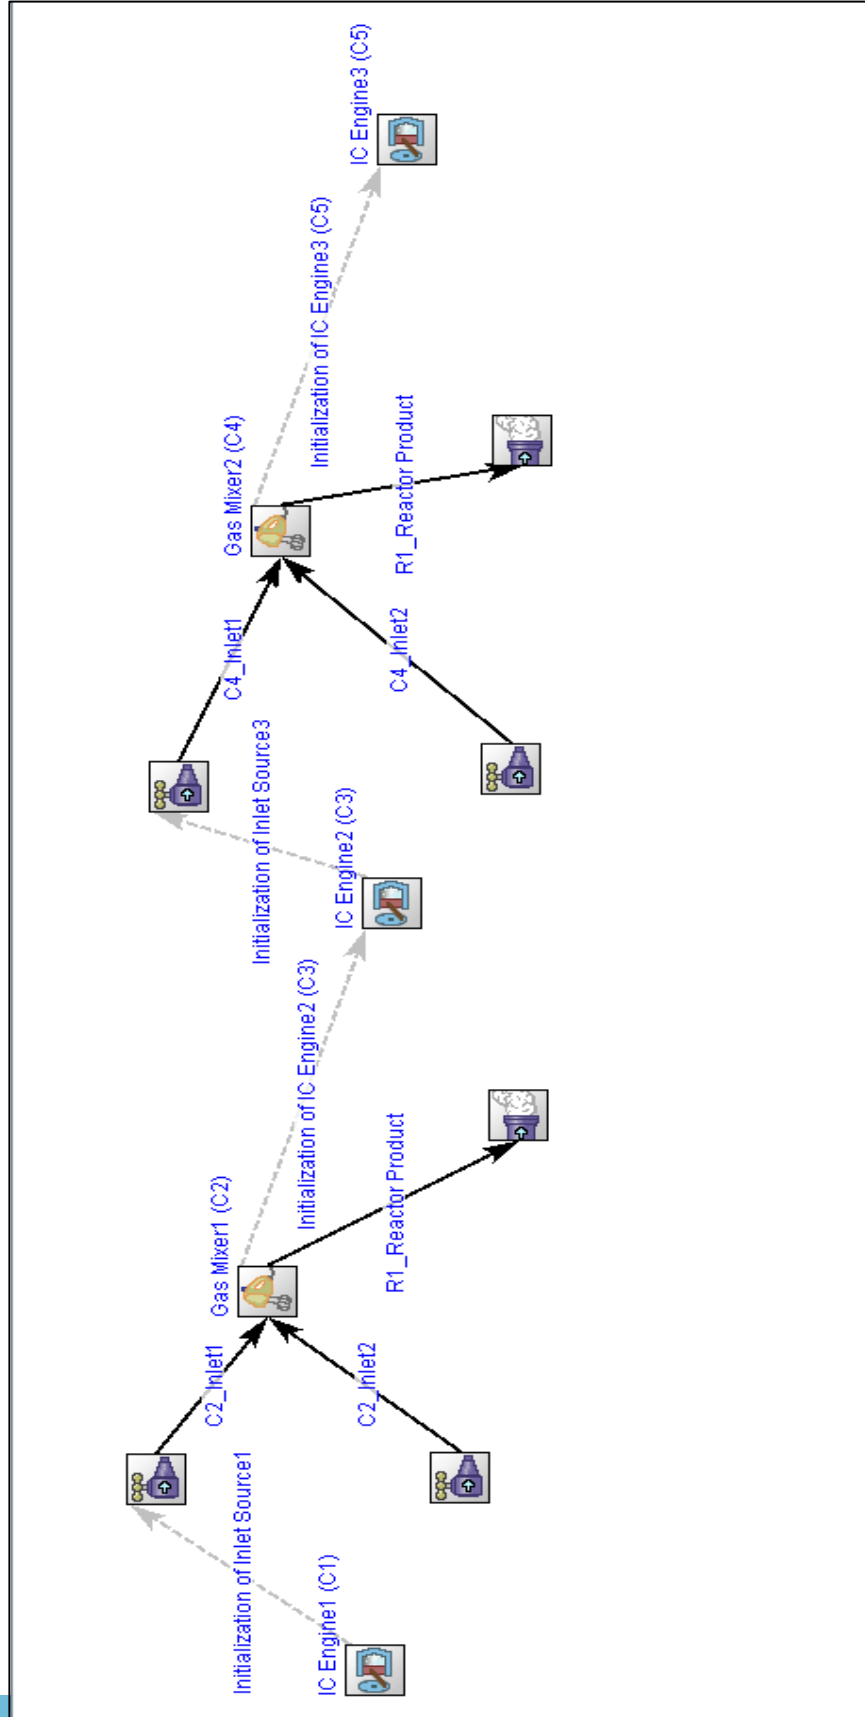 IC Engine1 (C1)
Initialization of Inlet Source1
C2_Inlet1
C2_Inlet2
Gas Mixer1 (C2)
R1_Reactor Product
Initialization of IC Engine2 (C3)
IC Engine2 (C3)
Initialization of Inlet Source3
C4_Inlet1
C4_Inlet2
Gas Mixer2 (C4)
R1_Reactor Product
Initialization of IC Engine3 (C5)
IC Engine3 (C5)